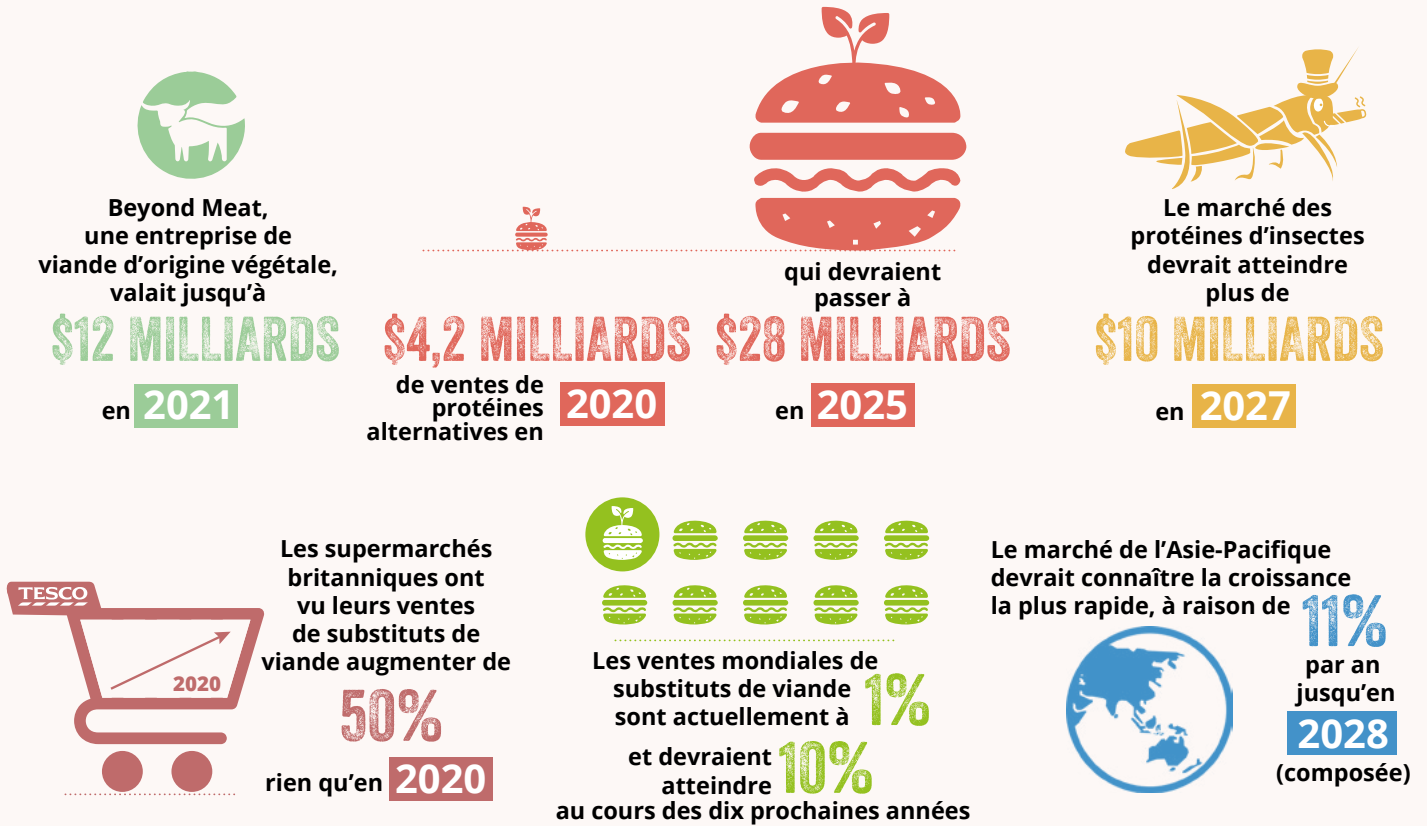 Beyond Meat,
une entreprise de
viande d’origine végétale,
valait jusqu’à
$12 MILLIARDS
en 2021
$4,2 MILLIARDS
de ventes de
protéines
alternatives en
2020
qui devraient
passer à
$28 MILLIARDS
en 2025
Le marché des
protéines d’insectes
devrait atteindre
plus de
$10 MILLIARDS
en 2027
TESCO
2020
Les supermarchés
britanniques ont
vu leurs ventes
de substituts de
viande augmenter de
50%
rien qu’en 2020
Les ventes mondiales de
substituts de viande
sont actuellement à
1%
et devraient
atteindre
10%
au cours des dix prochaines années
Le marché de l’Asie-Pacifique
devrait connaître la croissance
la plus rapide, à raison de
11%
par an
jusqu’en
2028
(composée)